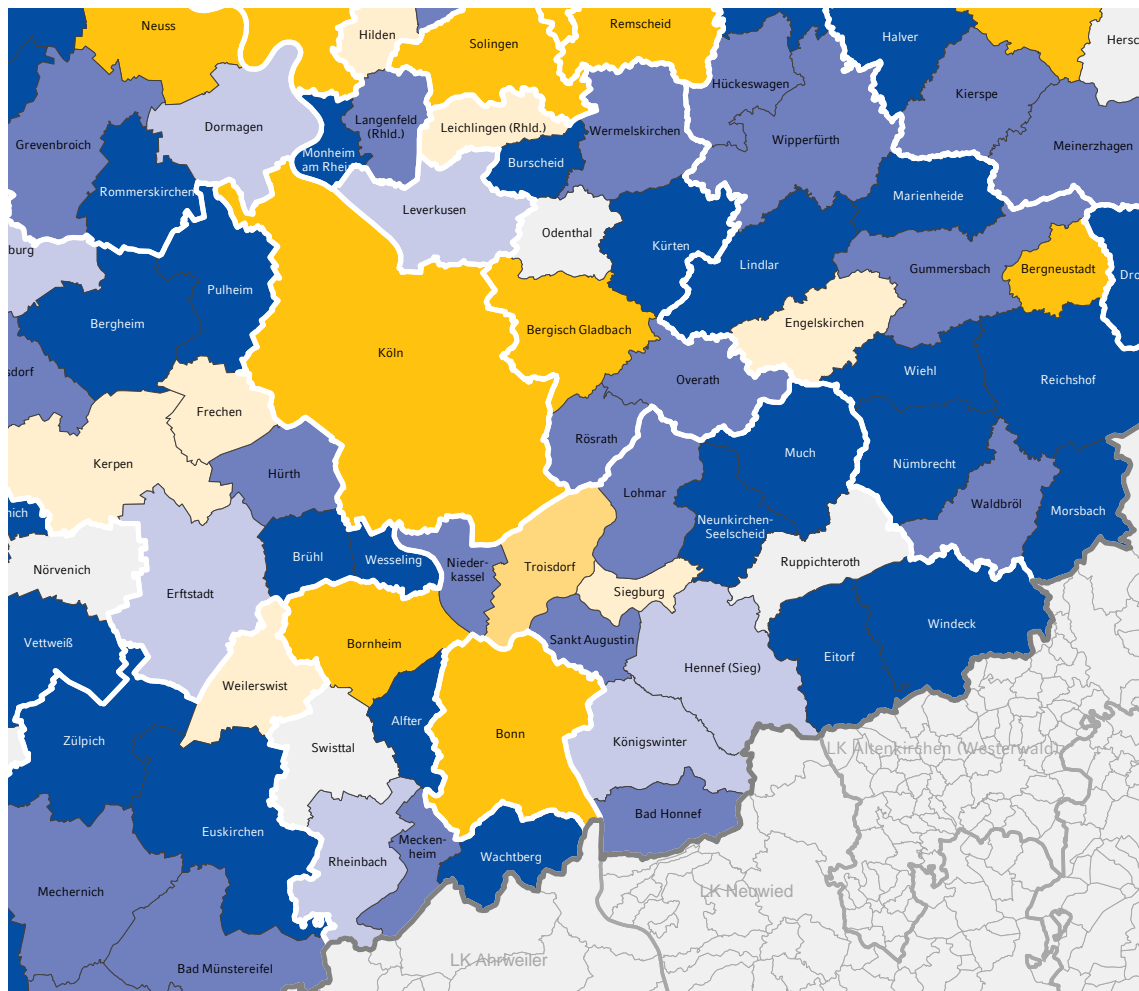 Neuss
Hilden
Solingen
Remscheid
Halver
Hersc
Hückeswagen
Kierspe
Langenfeld
(Rhld.)
Dormagen
Leichlingen (Rhld.)
Wermelskirchen
Wipperfürth
Meinerzhagen
Grevenbroich
Monheim
am Rhei
Burscheid
Rommerskirchen
Marienheide
Leverkusen
Odenthal
Kürten
burg
Lindlar
Gummersbach
Bergneustadt
Dro
Pulheim
Bergheim
Bergisch Gladbach
Engelskirchen
Köln
sdorf
Overath
Wiehl
Reichshof
Frechen
Rösrath
Much
Kerpen
Hürth
Nümbrecht
Lohmar
Waldbröl
Morsbach
nich
Neunkirchen-
Seelscheid
Brühl
Wesseling
Nieder-
kassel
Troisdorf
Ruppichteroth
Nörvenich
Erftstadt
Siegburg
Windeck
Vettweiß
Bornheim
Sankt Augustin
Hennef (Sieg)
Eitorf
Weilerswist
Alfter
Zülpich
Swisttal
Bonn
Königswinter
LK Altenkirchen (Westerwald)
Bad Honnef
Euskirchen
Mecken-
heim
Rheinbach
Wachtberg
Mechernich
LK Neuwied
Bad Münstereifel
LK Ahrweiler